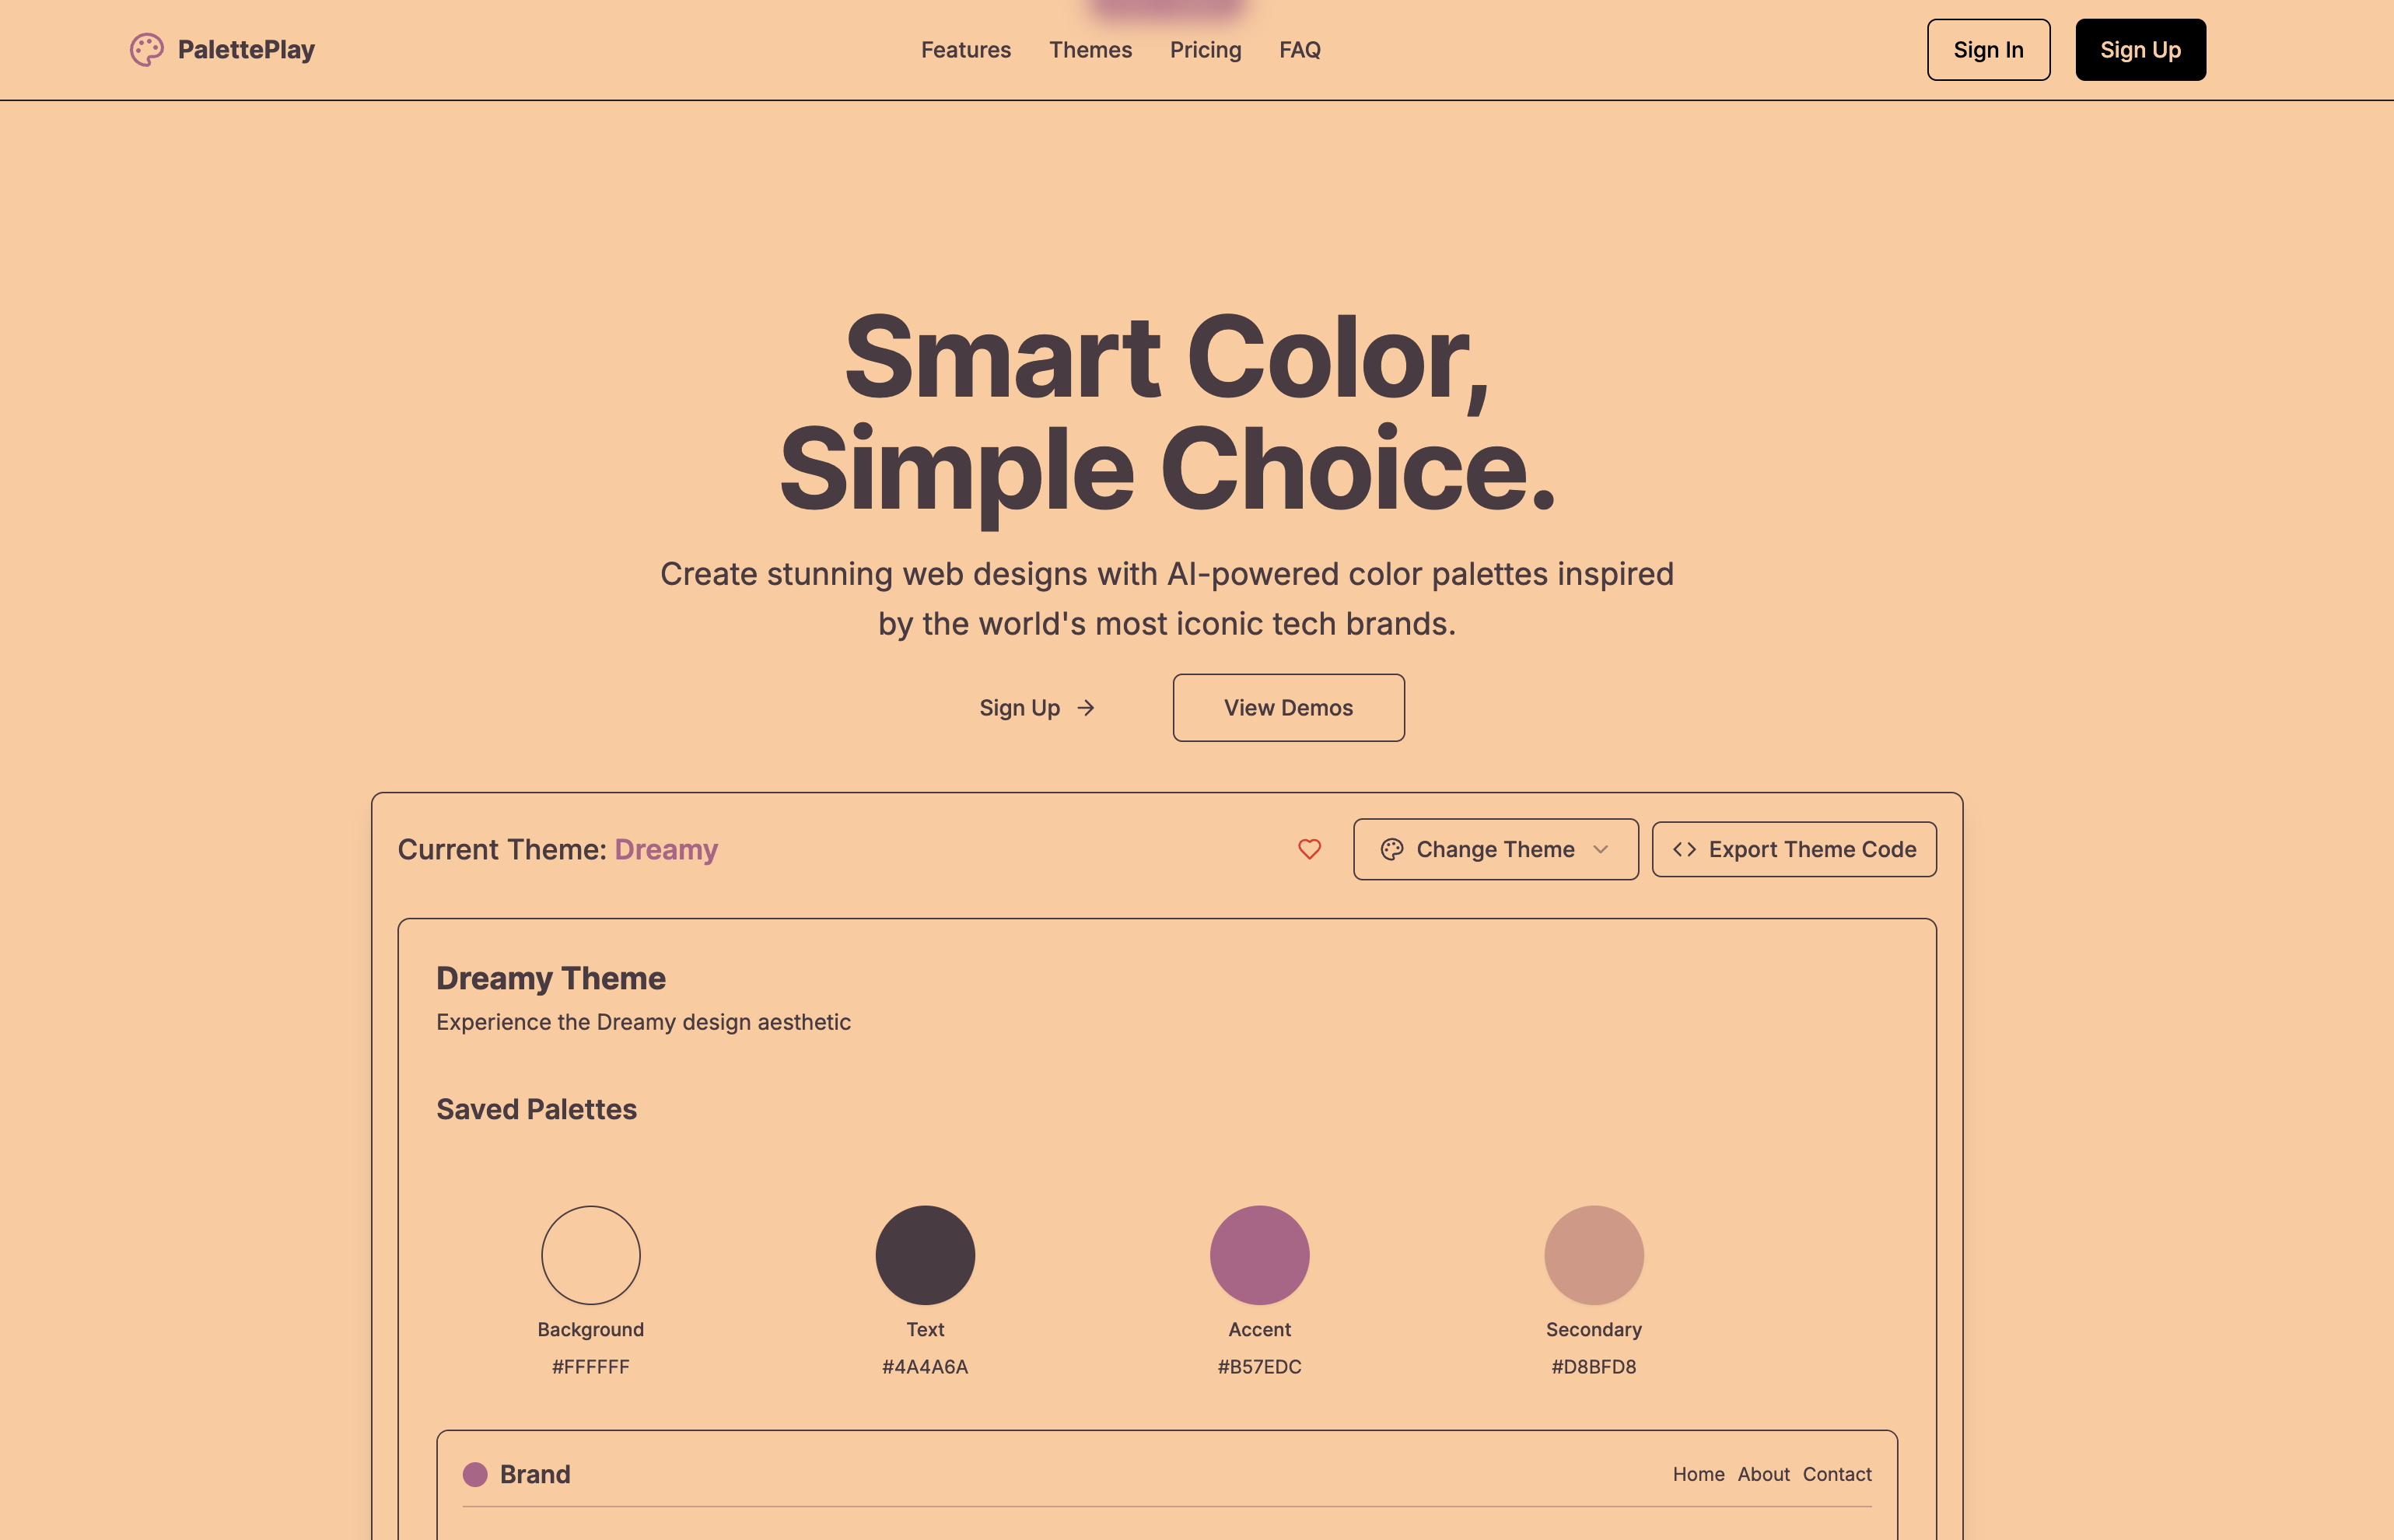 PalettePlay
Features
Themes
Pricing
FAQ
Sign In
Sign Up
Smart Color,
Simple Choice.
Create stunning web designs with AI-powered color palettes inspired
by the world's most iconic tech brands.
Sign Up
View Demos
Current Theme: Dreamy
Change Theme
Export Theme Code
Dreamy Theme
Experience the Dreamy design aesthetic
Saved Palettes
Background
Text
Accent
Secondary
#FFFFFF
#4A4A6A
#B57EDC
#D8BFD8
Brand
Home
About
Contact